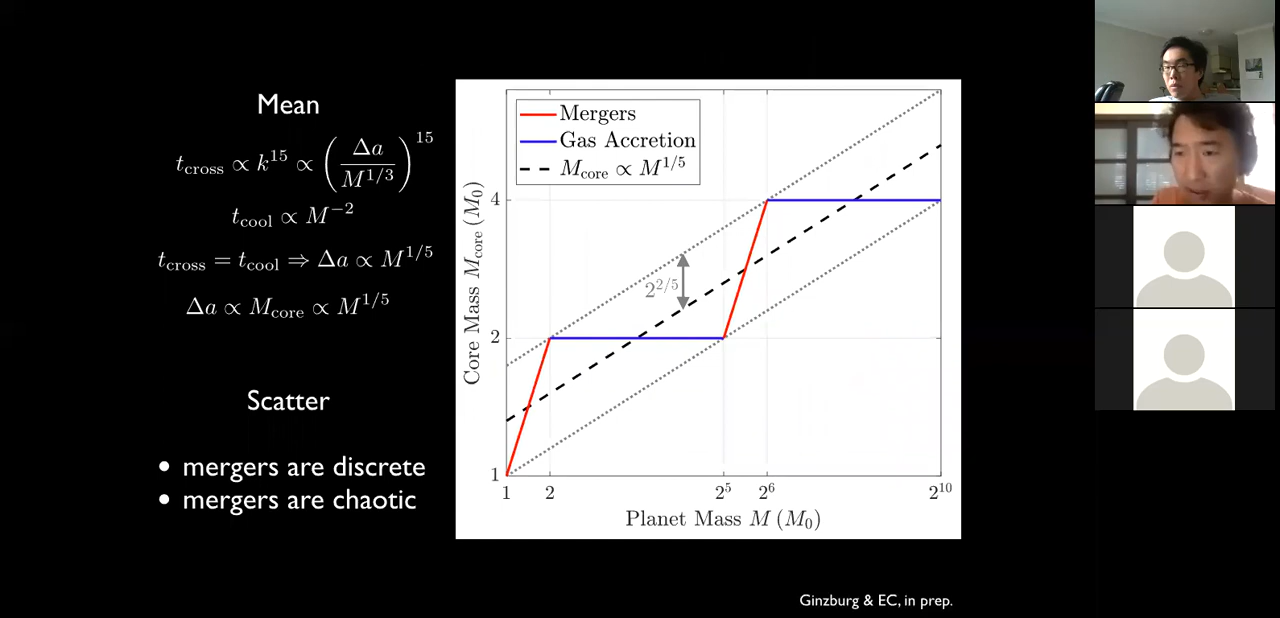 Mean
t_cross ∝ k^15 ∝ (Δa / M^1/3)^15
t_cool ∝ M^−2
t_cross = t_cool ⇒ Δa ∝ M^1/5
Δa ∝ M_core ∝ M^1/5
Scatter
• mergers are discrete
• mergers are chaotic
Mergers
Gas Accretion
M_core ∝ M^1/5
Core Mass M_core (M_0)
4
2
1
2^2/5
1 2 2^5 2^6 2^10
Planet Mass M (M_0)
Ginzburg & EC, in prep.